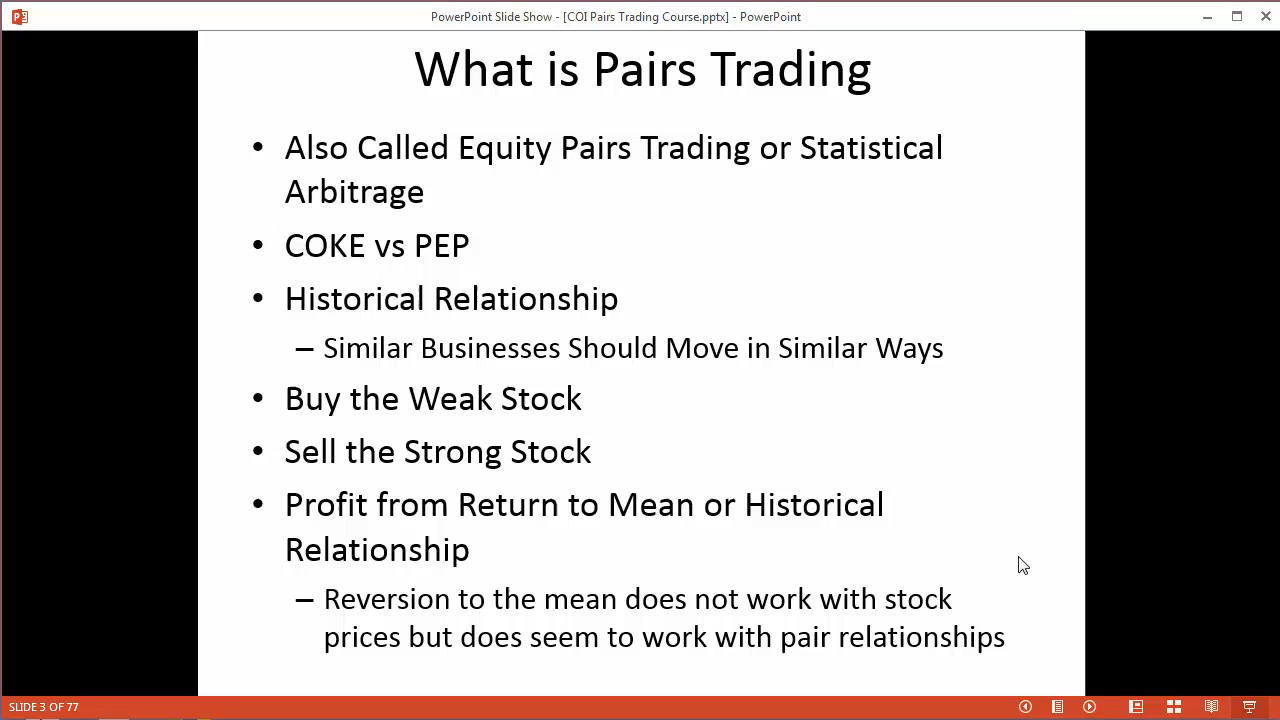 PowerPoint Slide Show - [COI Pairs Trading Course.pptx] - PowerPoint
What is Pairs Trading
• Also Called Equity Pairs Trading or Statistical
Arbitrage
• COKE vs PEP
• Historical Relationship
– Similar Businesses Should Move in Similar Ways
• Buy the Weak Stock
• Sell the Strong Stock
• Profit from Return to Mean or Historical
Relationship
– Reversion to the mean does not work with stock
prices but does seem to work with pair relationships
SLIDE 3 OF 77